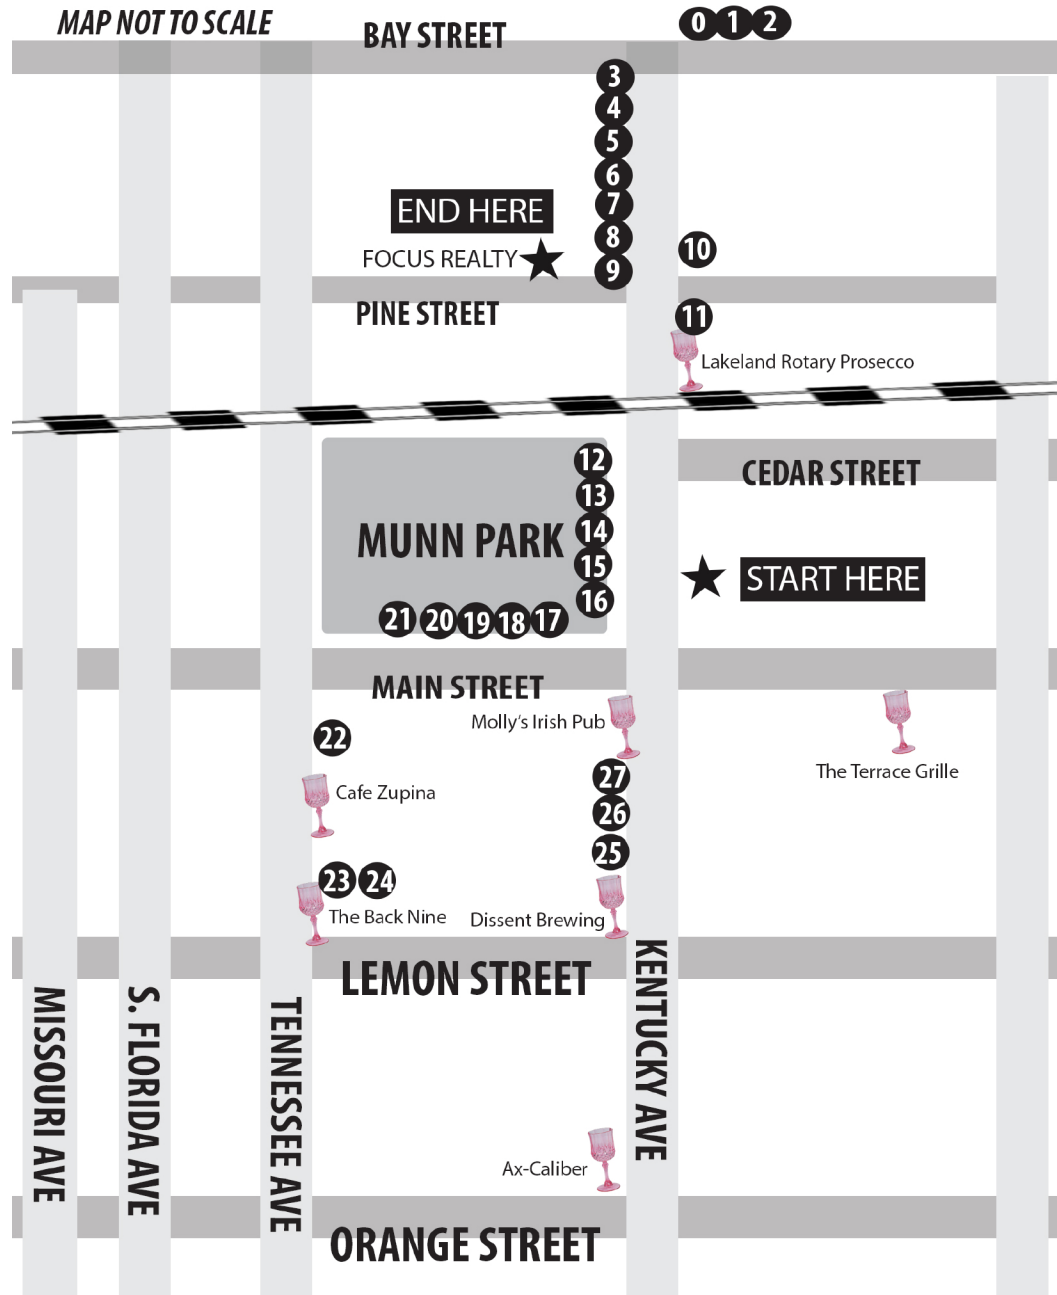 MAP NOT TO SCALE
BAY STREET
0 1 2
3
4
5
6
7
END HERE
8
10
FOCUS REALTY
9
PINE STREET
11
Lakeland Rotary Prosecco
12
CEDAR STREET
13
MUNN PARK
14
15
START HERE
16
21 20 19 18 17
MAIN STREET
Molly's Irish Pub
22
The Terrace Grille
27
Cafe Zupina
26
25
23 24
The Back Nine
Dissent Brewing
LEMON STREET
MISSOURI AVE
S. FLORIDA AVE
TENNESSEE AVE
KENTUCKY AVE
Ax-Caliber
ORANGE STREET